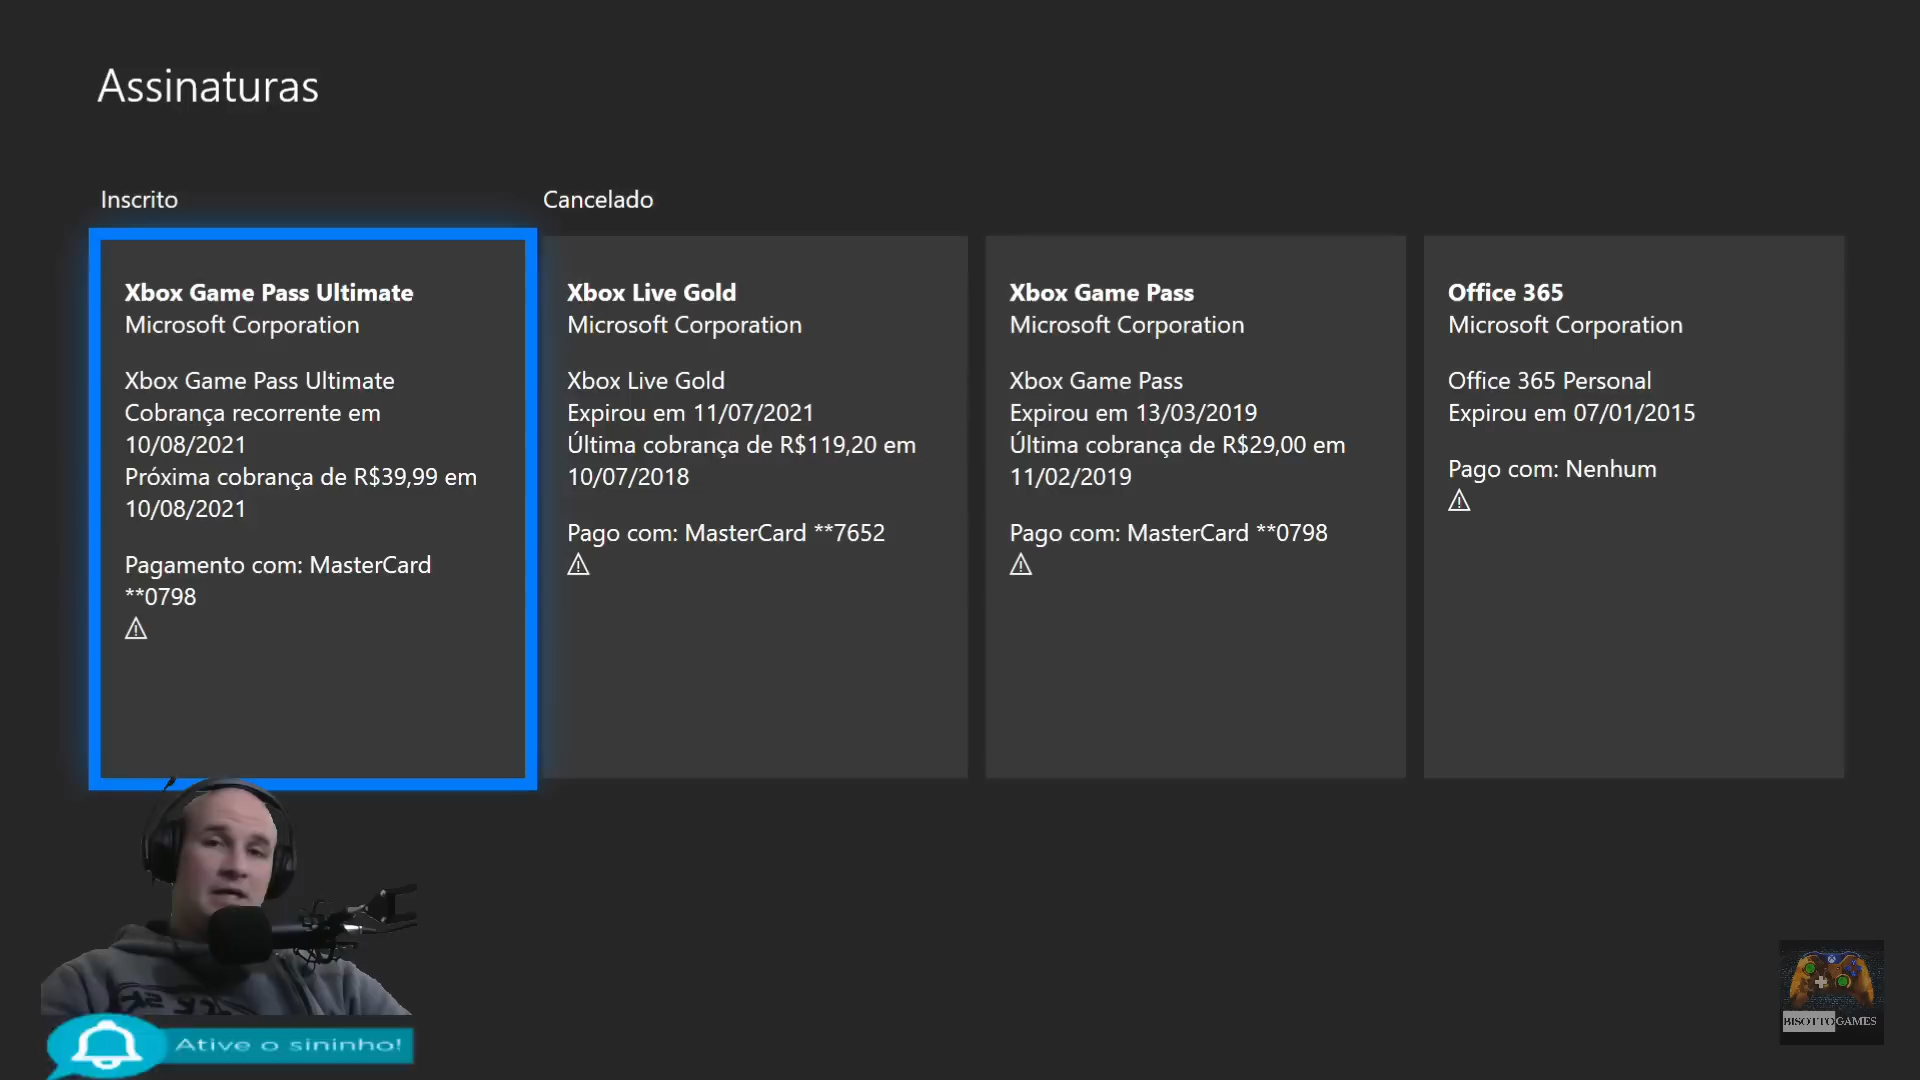 Assinaturas
Inscrito
Cancelado
Xbox Game Pass Ultimate
Microsoft Corporation
Xbox Game Pass Ultimate
Cobrança recorrente em
10/08/2021
Próxima cobrança de R$39,99 em
10/08/2021
Pagamento com: MasterCard
**0798
Xbox Live Gold
Microsoft Corporation
Xbox Live Gold
Expirou em 11/07/2021
Última cobrança de R$119,20 em
10/07/2018
Pago com: MasterCard **7652
Xbox Game Pass
Microsoft Corporation
Xbox Game Pass
Expirou em 13/03/2019
Última cobrança de R$29,00 em
11/02/2019
Pago com: MasterCard **0798
Office 365
Microsoft Corporation
Office 365 Personal
Expirou em 07/01/2015
Pago com: Nenhum
Ative o sininho!
BISOTTOGAMES